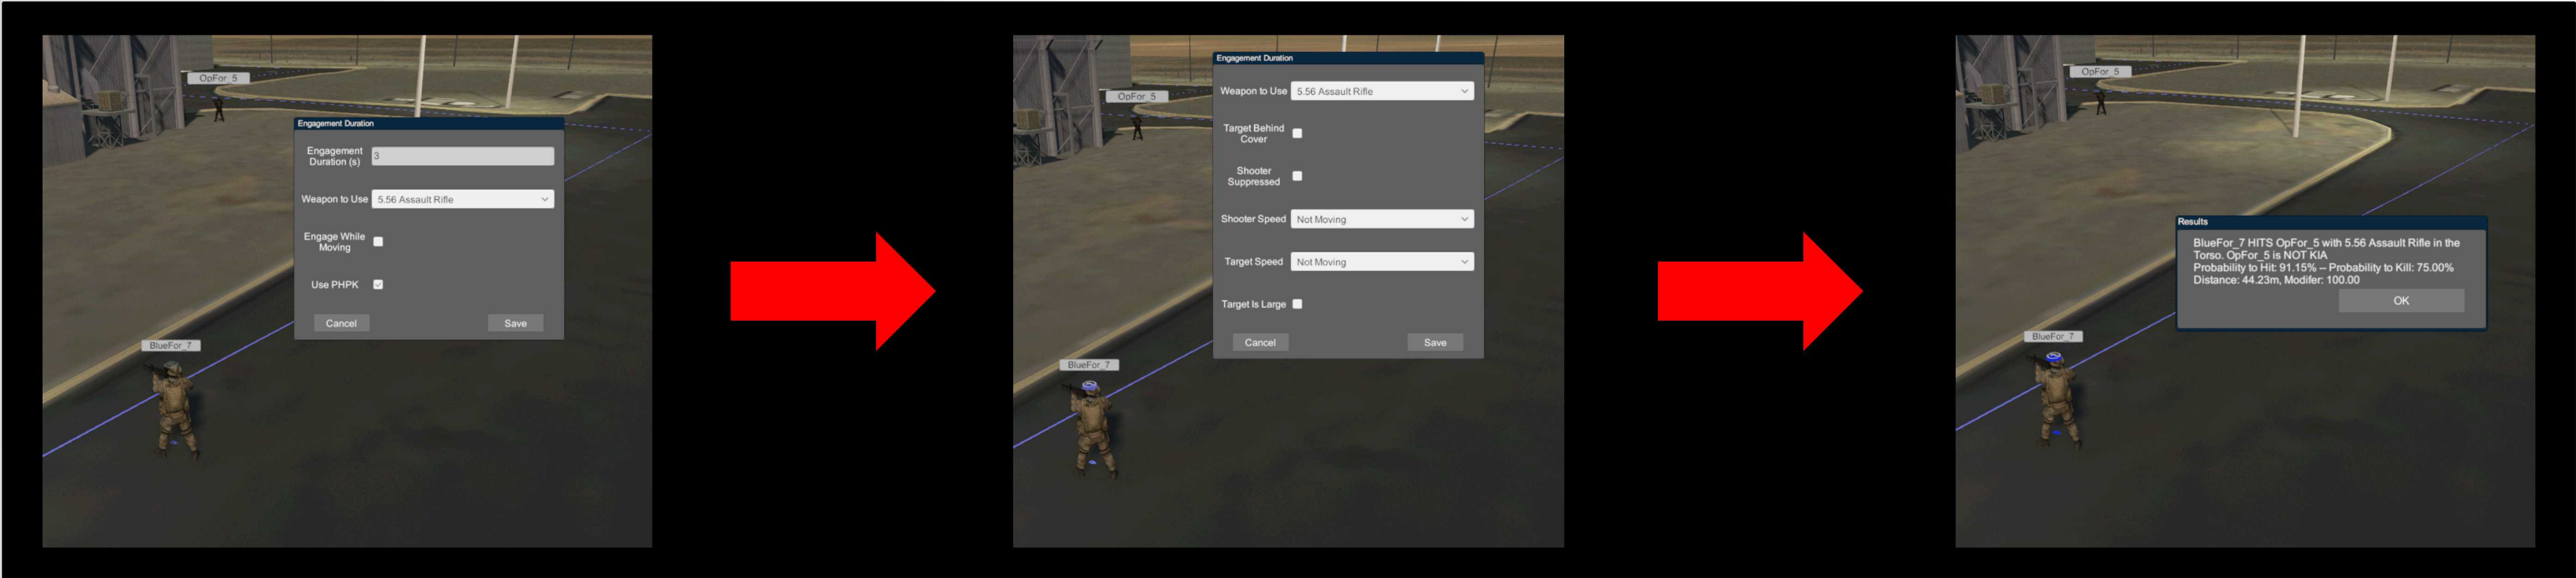 OpFor_5
Engagement Duration
Engagement
Duration (s)
3
Weapon to Use
5.56 Assault Rifle
Engage While
Moving
Use PHPK
Cancel
Save
BlueFor_7
OpFor_5
Engagement Duration
Weapon to Use
5.56 Assault Rifle
Target Behind
Cover
Shooter
Suppressed
Shooter Speed
Not Moving
Target Speed
Not Moving
Target Is Large
Cancel
Save
BlueFor_7
OpFor_5
Results
BlueFor_7 HITS OpFor_5 with 5.56 Assault Rifle in the
Torso. OpFor_5 is NOT KIA
Probability to Hit: 91.15% – Probability to Kill: 75.00%
Distance: 44.23m, Modifer: 100.00
OK
BlueFor_7